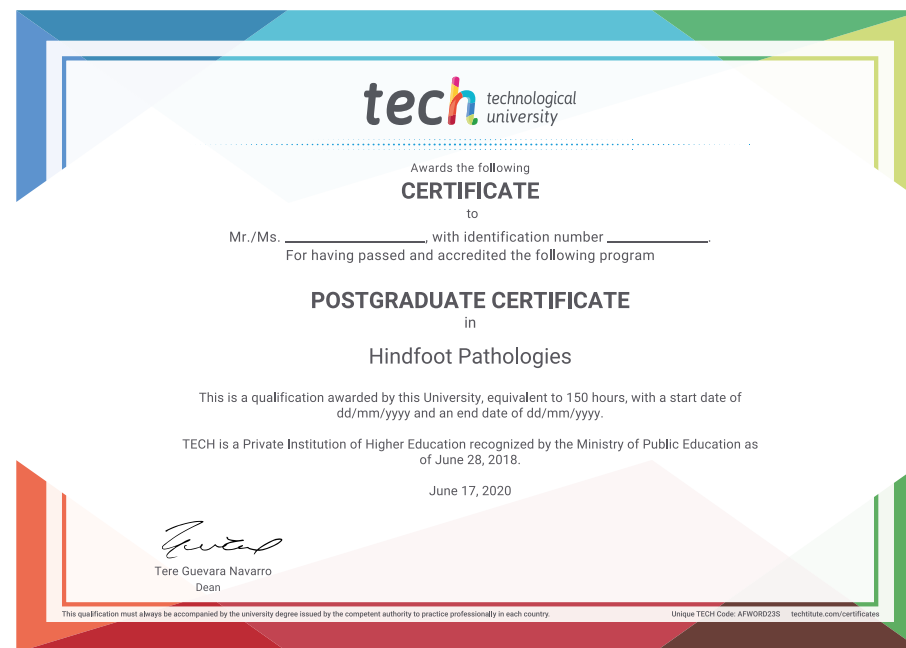 tech technological
university
Awards the following
CERTIFICATE
to
Mr./Ms. ____________________, with identification number ______________.
For having passed and accredited the following program
POSTGRADUATE CERTIFICATE
in
Hindfoot Pathologies
This is a qualification awarded by this University, equivalent to 150 hours, with a start date of
dd/mm/yyyy and an end date of dd/mm/yyyy.
TECH is a Private Institution of Higher Education recognized by the Ministry of Public Education as
of June 28, 2018.
June 17, 2020
Tere Guevara Navarro
Dean
This qualification must always be accompanied by the university degree issued by the competent authority to practice professionally in each country. Unique TECH Code: AFWORD23S techtitute.com/certificates